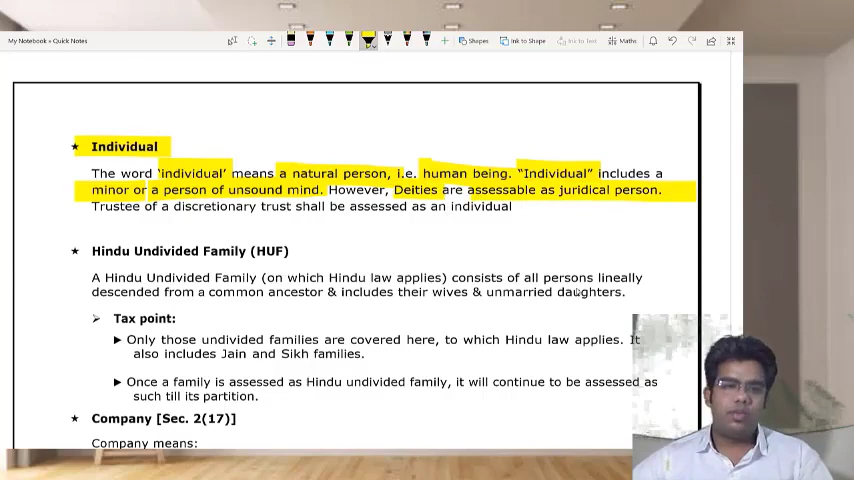 My Notebook » Quick Notes
Shapes
Ink to Shape
Ink to Text
Maths
★ Individual
The word ‘individual’ means a natural person, i.e. human being. “Individual” includes a
minor or a person of unsound mind. However, Deities are assessable as juridical person.
Trustee of a discretionary trust shall be assessed as an individual
★ Hindu Undivided Family (HUF)
A Hindu Undivided Family (on which Hindu law applies) consists of all persons lineally
descended from a common ancestor & includes their wives & unmarried daughters.
➢ Tax point:
► Only those undivided families are covered here, to which Hindu law applies. It
also includes Jain and Sikh families.
► Once a family is assessed as Hindu undivided family, it will continue to be assessed as
such till its partition.
★ Company [Sec. 2(17)]
Company means: